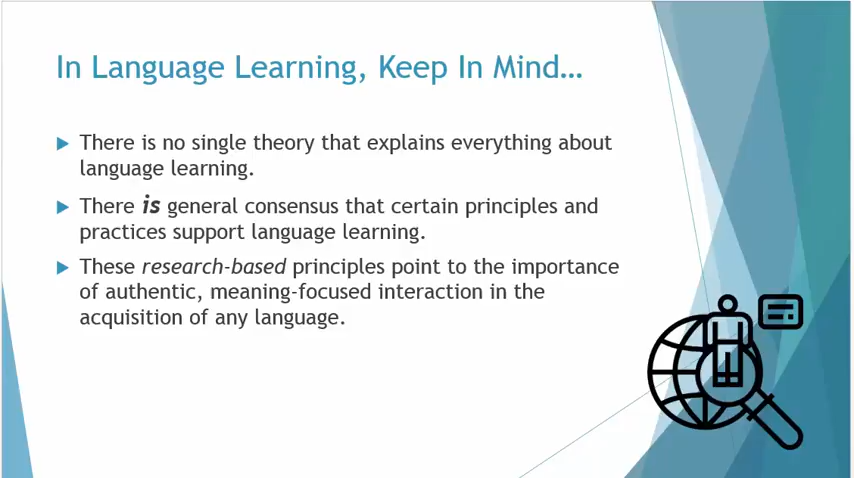 In Language Learning, Keep In Mind…
There is no single theory that explains everything about
language learning.
There is general consensus that certain principles and
practices support language learning.
These research-based principles point to the importance
of authentic, meaning-focused interaction in the
acquisition of any language.